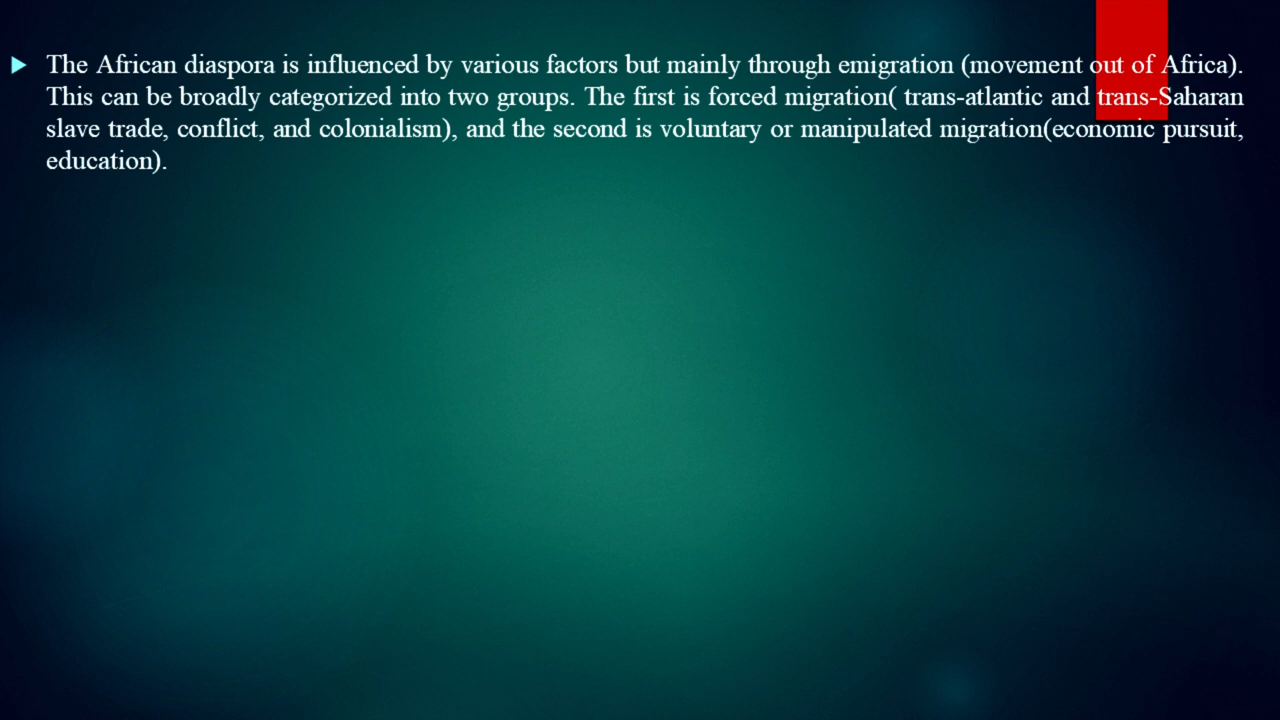 The African diaspora is influenced by various factors but mainly through emigration (movement out of Africa).
This can be broadly categorized into two groups. The first is forced migration( trans-atlantic and trans-Saharan
slave trade, conflict, and colonialism), and the second is voluntary or manipulated migration(economic pursuit,
education).